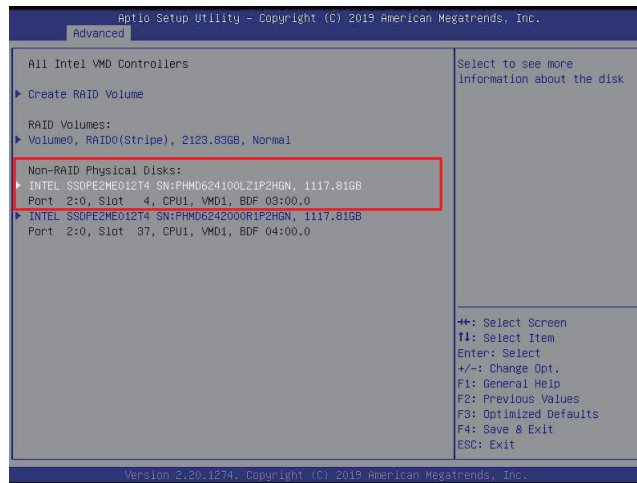 Aptio Setup Utility – Copyright (C) 2019 American Megatrends, Inc.
Advanced
All Intel VMD Controllers
Create RAID Volume
RAID Volumes:
Volume0, RAID0(Stripe), 2123.83GB, Normal
Non-RAID Physical Disks:
INTEL SSDPE2ME012T4 SN:PHMD624100LZ1P2HGN, 1117.81GB
Port 2:0, Slot 4, CPU1, VMD1, BDF 03:00.0
INTEL SSDPE2ME012T4 SN:PHMD6242000R1P2HGN, 1117.81GB
Port 2:0, Slot 37, CPU1, VMD1, BDF 04:00.0
Select to see more
information about the disk
→←: Select Screen
↑↓: Select Item
Enter: Select
+/-: Change Opt.
F1: General Help
F2: Previous Values
F3: Optimized Defaults
F4: Save & Exit
ESC: Exit
Version 2.20.1274. Copyright (C) 2019 American Megatrends, Inc.